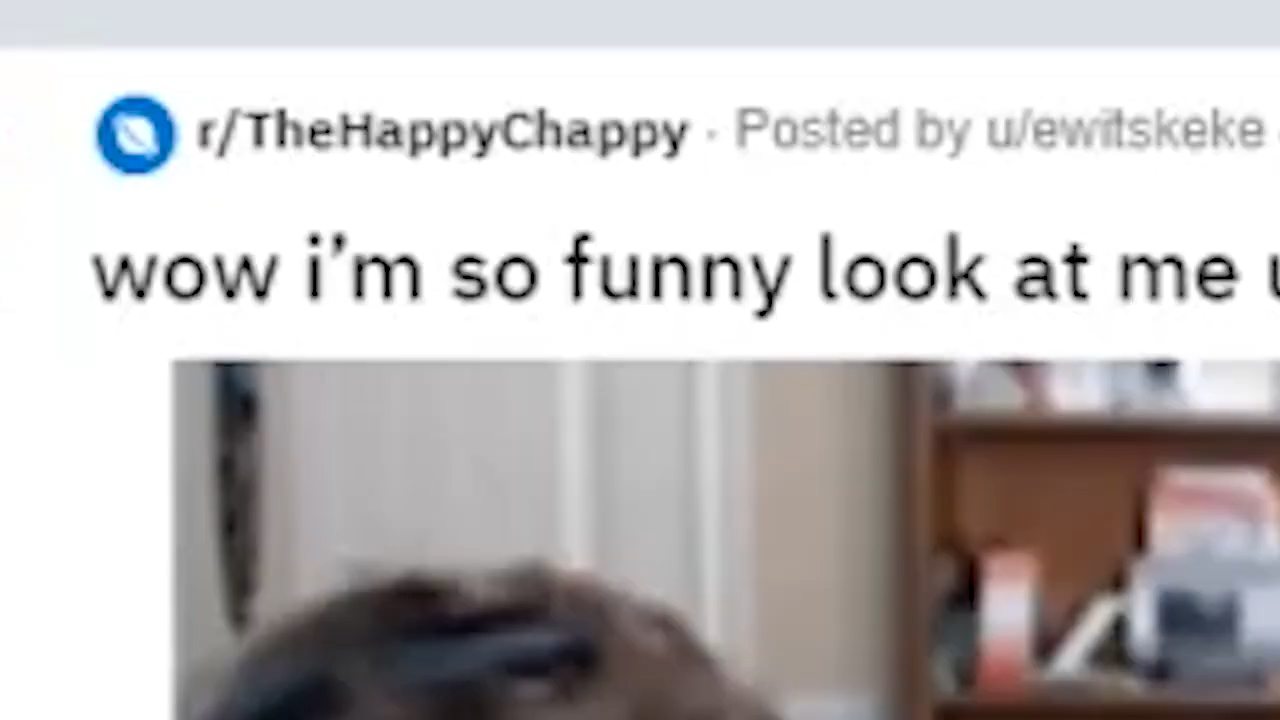 r/TheHappyChappy · Posted by u/ewitskeke
wow i’m so funny look at me u